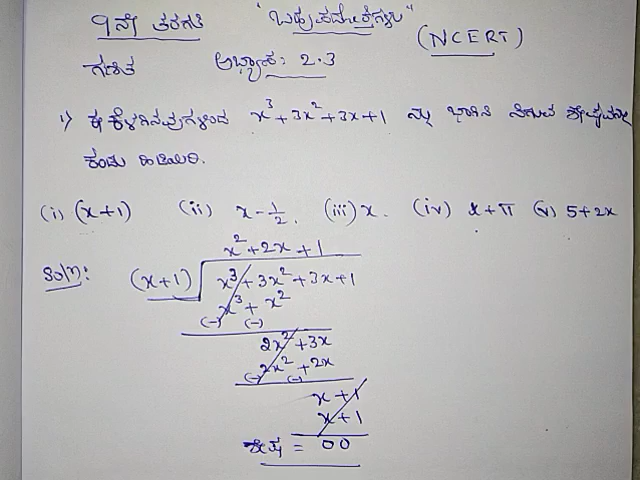 9ನೇ ತರಗತಿ "ಬಹುಪದೋಕ್ತಿಗಳು" (NCERT)
ಗಣಿತ ಅಭ್ಯಾಸ: 2.3
1) ಈ ಕೆಳಗಿನವುಗಳಿಂದ x³+3x²+3x+1 ನ್ನು ಭಾಗಿಸಿ ಸಿಗುವ ಶೇಷವನ್ನು
ಕಂಡು ಹಿಡಿಯಿರಿ.
(i) (x+1) (ii) x-1/2. (iii) x. (iv) x+π (v) 5+2x
x²+2x+1
Soln: (x+1) x³+3x²+3x+1
x³+x²
(-) (-)
2x²+3x
2x²+2x
(-) (-)
x+1
x+1
ಶೇಷ = 00